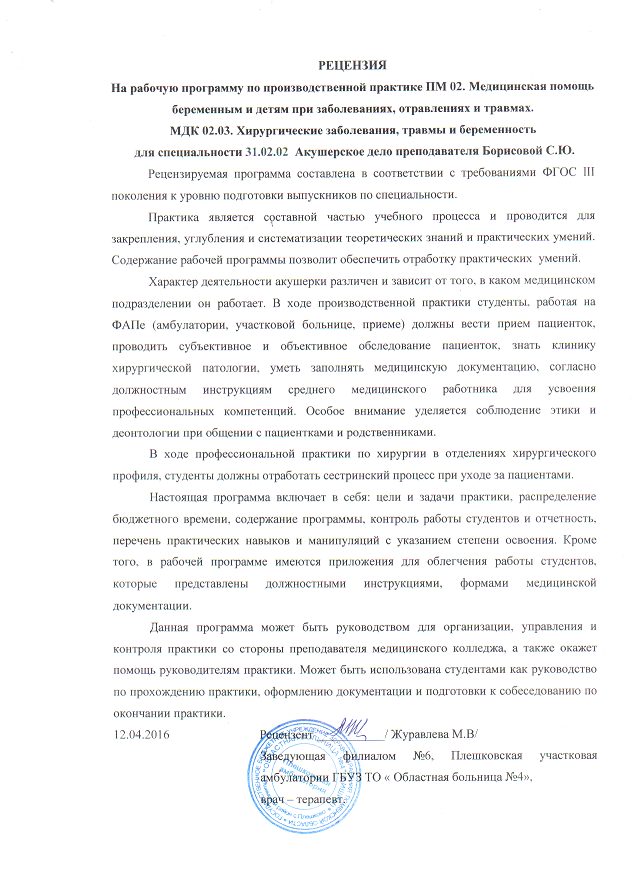 РЕЦЕНЗИЯ
На рабочую программу по производственной практике ПМ 02. Медицинская помощь
беременным и детям при заболеваниях, отравлениях и травмах.
МДК 02.03. Хирургические заболевания, травмы и беременность
для специальности 31.02.02 Акушерское дело преподавателя Борисовой С.Ю.
Рецензируемая программа составлена в соответствии с требованиями ФГОС III
поколения к уровню подготовки выпускников по специальности.
Практика является составной частью учебного процесса и проводится для
закрепления, углубления и систематизации теоретических знаний и практических умений.
Содержание рабочей программы позволит обеспечить отработку практических умений.
Характер деятельности акушерки различен и зависит от того, в каком медицинском
подразделении он работает. В ходе производственной практики студенты, работая на
ФАПе (амбулатории, участковой больнице, приеме) должны вести прием пациенток,
проводить субъективное и объективное обследование пациенток, знать клинику
хирургической патологии, уметь заполнять медицинскую документацию, согласно
должностным инструкциям среднего медицинского работника для усвоения
профессиональных компетенций. Особое внимание уделяется соблюдение этики и
деонтологии при общении с пациентками и родственниками.
В ходе профессиональной практики по хирургии в отделениях хирургического
профиля, студенты должны отработать сестринский процесс при уходе за пациентами.
Настоящая программа включает в себя: цели и задачи практики, распределение
бюджетного времени, содержание программы, контроль работы студентов и отчетность,
перечень практических навыков и манипуляций с указанием степени освоения. Кроме
того, в рабочей программе имеются приложения для облегчения работы студентов,
которые представлены должностными инструкциями, формами медицинской
документации.
Данная программа может быть руководством для организации, управления и
контроля практики со стороны преподавателя медицинского колледжа, а также окажет
помощь руководителям практики. Может быть использована студентами как руководство
по прохождению практики, оформлению документации и подготовки к собеседованию по
окончании практики.
12.04.2016 Рецензент /Журавлева М.В/
Заведующая филиалом №6, Плешковская участковая
амбулатории ГБУЗ ТО « Областная больница №4»,
врач – терапевт.